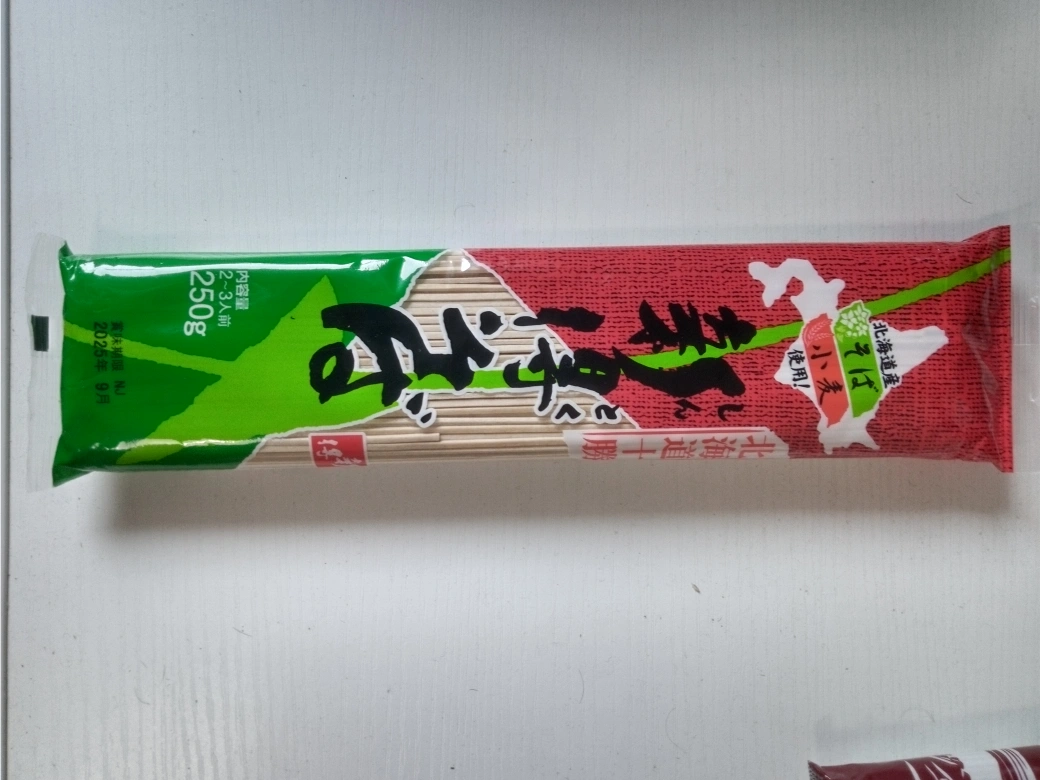 北海道産
そば
小麦
使用!
しん
とく
新得そば
北海道十勝
内容量
2~3人前
250g
賞味期限 NJ
2026年 9月